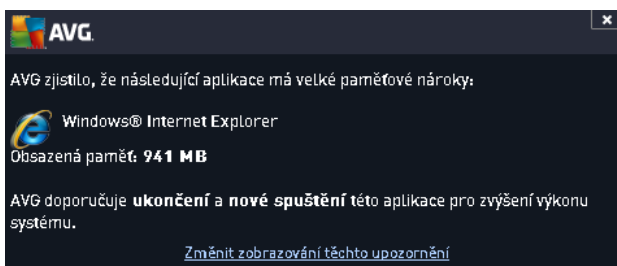 AVG.
AVG zjistilo, že následující aplikace má velké paměťové nároky:
Windows® Internet Explorer
Obsazená paměť: 941 MB
AVG doporučuje ukončení a nové spuštění této aplikace pro zvýšení výkonu
systému.
Změnit zobrazování těchto upozornění